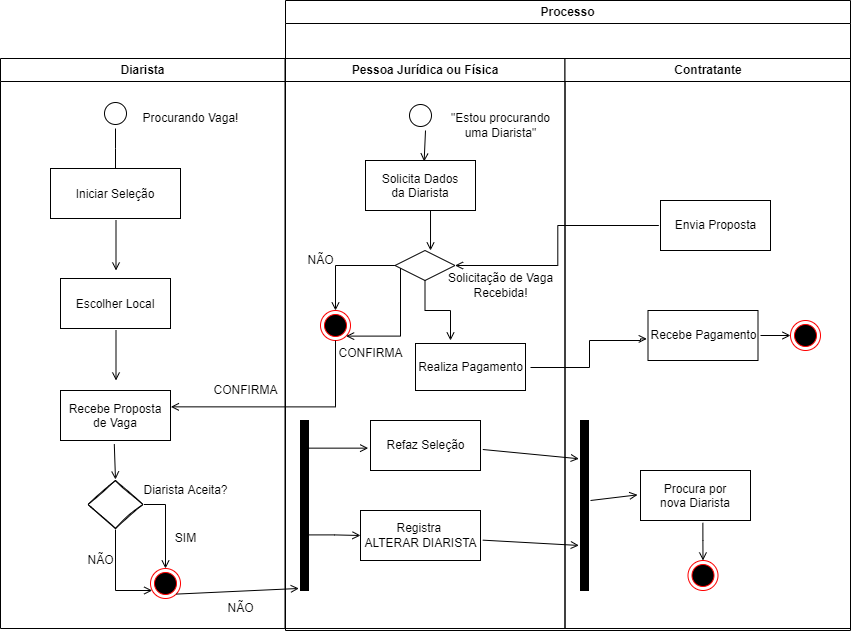 Processo
Diarista
Pessoa Jurídica ou Física
Contratante
Procurando Vaga!
"Estou procurando
uma Diarista"
Iniciar Seleção
Solicita Dados
da Diarista
Envia Proposta
NÃO
Solicitação de Vaga
Recebida!
Escolher Local
CONFIRMA
Realiza Pagamento
Recebe Pagamento
CONFIRMA
Recebe Proposta
de Vaga
Refaz Seleção
Diarista Aceita?
SIM
NÃO
Registra
ALTERAR DIARISTA
Procura por
nova Diarista
NÃO